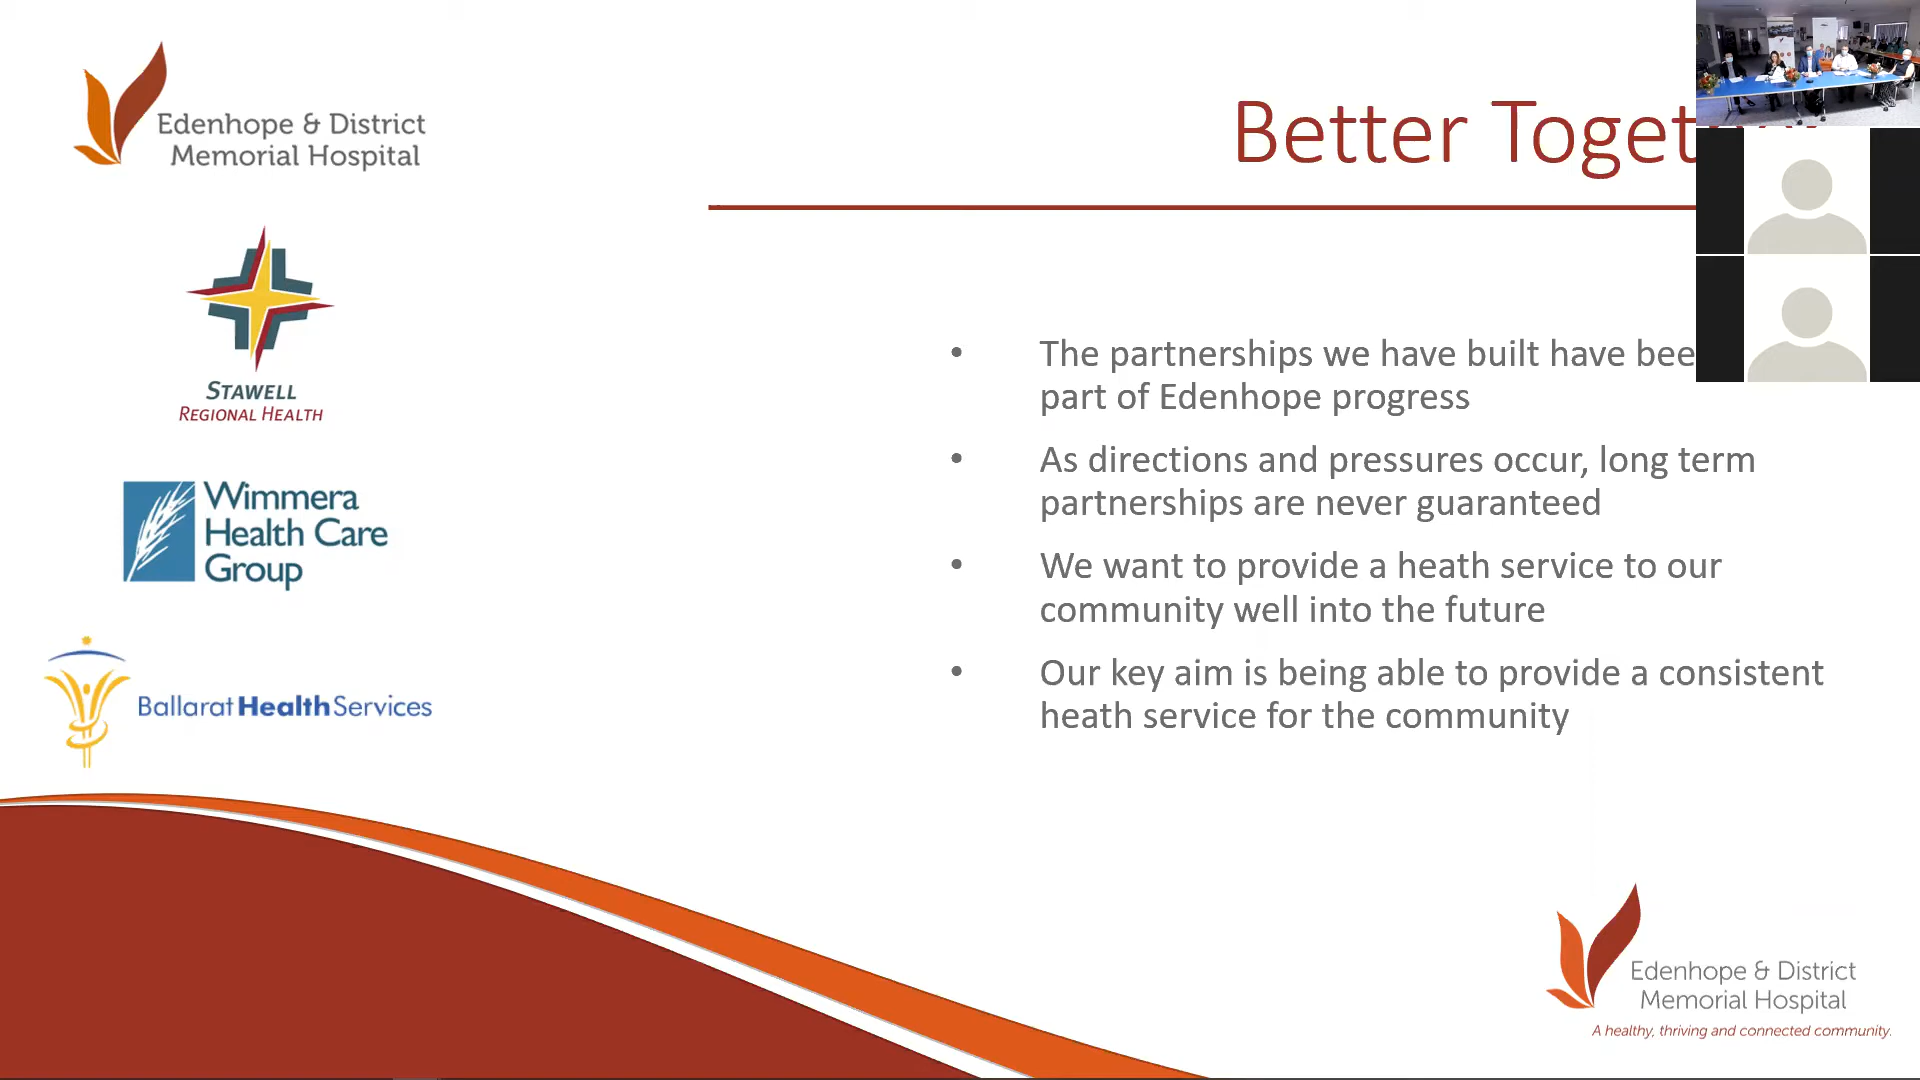 Edenhope & District
Memorial Hospital
Better Toget
STAWELL
REGIONAL HEALTH
• The partnerships we have built have bee
part of Edenhope progress
• As directions and pressures occur, long term
partnerships are never guaranteed
• We want to provide a heath service to our
community well into the future
• Our key aim is being able to provide a consistent
heath service for the community
Wimmera
Health Care
Group
Ballarat Health Services
Edenhope & District
Memorial Hospital
A healthy, thriving and connected community.